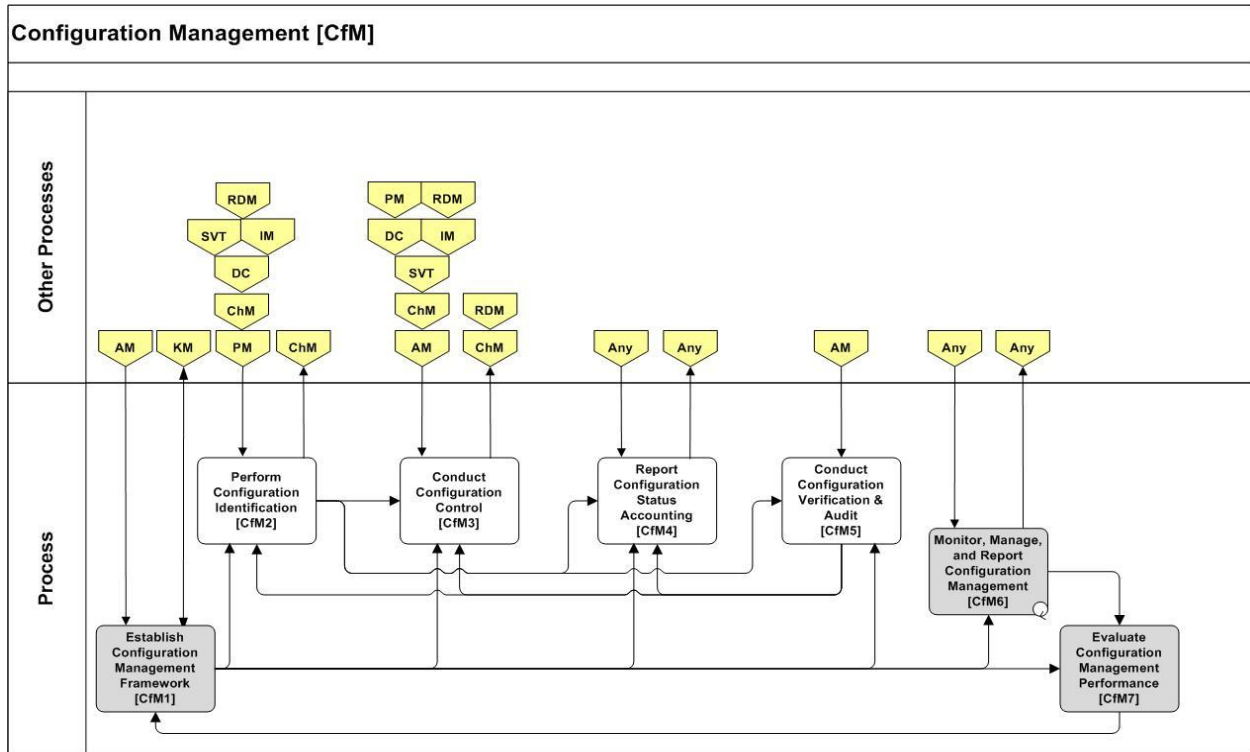 Configuration Management [CfM]
Other Processes
RDM
SVT
IM
DC
ChM
AM
KM
PM
ChM
PM
RDM
DC
IM
SVT
ChM
AM
RDM
ChM
Any
Any
AM
Any
Any
Process
Perform
Configuration
Identification
[CfM2]
Conduct
Configuration
Control
[CfM3]
Report
Configuration
Status
Accounting
[CfM4]
Conduct
Configuration
Verification &
Audit
[CfM5]
Monitor, Manage,
and Report
Configuration
Management
[CfM6]
Establish
Configuration
Management
Framework
[CfM1]
Evaluate
Configuration
Management
Performance
[CfM7]